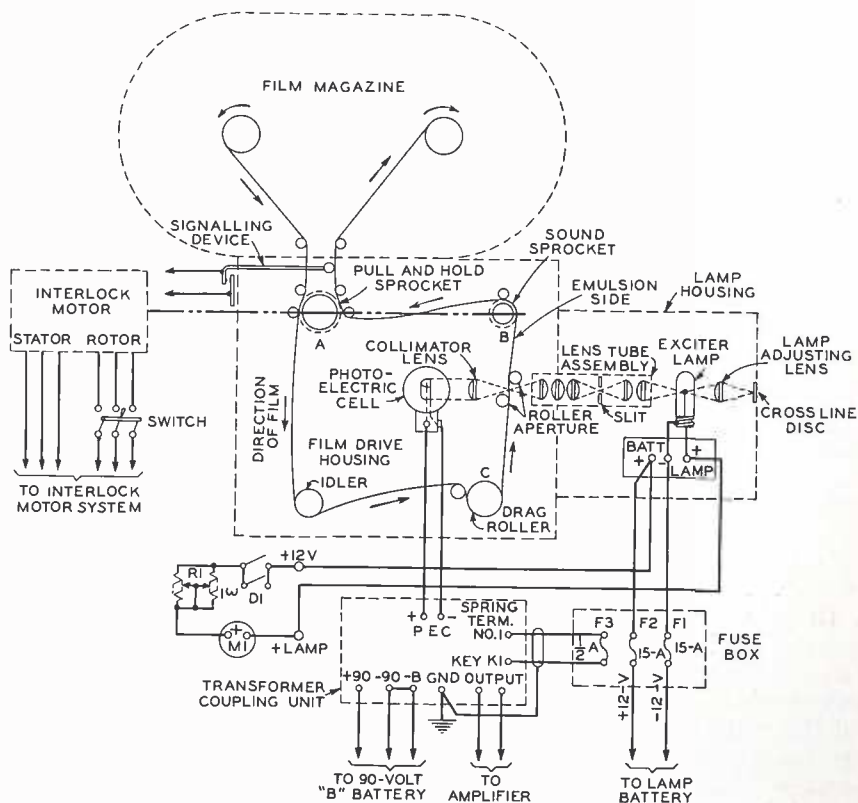 FILM MAGAZINE
SIGNALLING
DEVICE
SOUND
SPROCKET
PULL AND HOLD
SPROCKET
EMULSION
SIDE
LAMP
HOUSING
INTERLOCK
MOTOR
STATOR ROTOR
A
B
COLLIMATOR
LENS
LENS TUBE
ASSEMBLY
EXCITER
LAMP
LAMP
ADJUSTING
LENS
PHOTO-
ELECTRIC
CELL
SWITCH
DIRECTION
OF FILM
ROLLER
APERTURE
SLIT
CROSS LINE
DISC
FILM DRIVE
HOUSING
IDLER
C
DRAG
ROLLER
BATT
+ - +
LAMP
TO INTERLOCK
MOTOR SYSTEM
+12V
R1
1ω
D1
M1
+LAMP
+ PEC -
SPRING
TERM.
NO.1
KEY K1
F3
1/2 A
F2
15-A
F1
15-A
FUSE
BOX
TRANSFORMER
COUPLING UNIT
+90 -90 -B GND OUTPUT
+12-V
-12-V
TO 90-VOLT
"B" BATTERY
TO
AMPLIFIER
TO LAMP
BATTERY